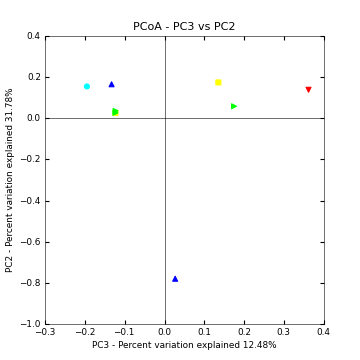 PCoA - PC3 vs PC2
PC2 - Percent variation explained 31.78%
0.4
0.2
0.0
−0.2
−0.4
−0.6
−0.8
−1.0
−0.3 −0.2 −0.1 0.0 0.1 0.2 0.3 0.4
PC3 - Percent variation explained 12.48%